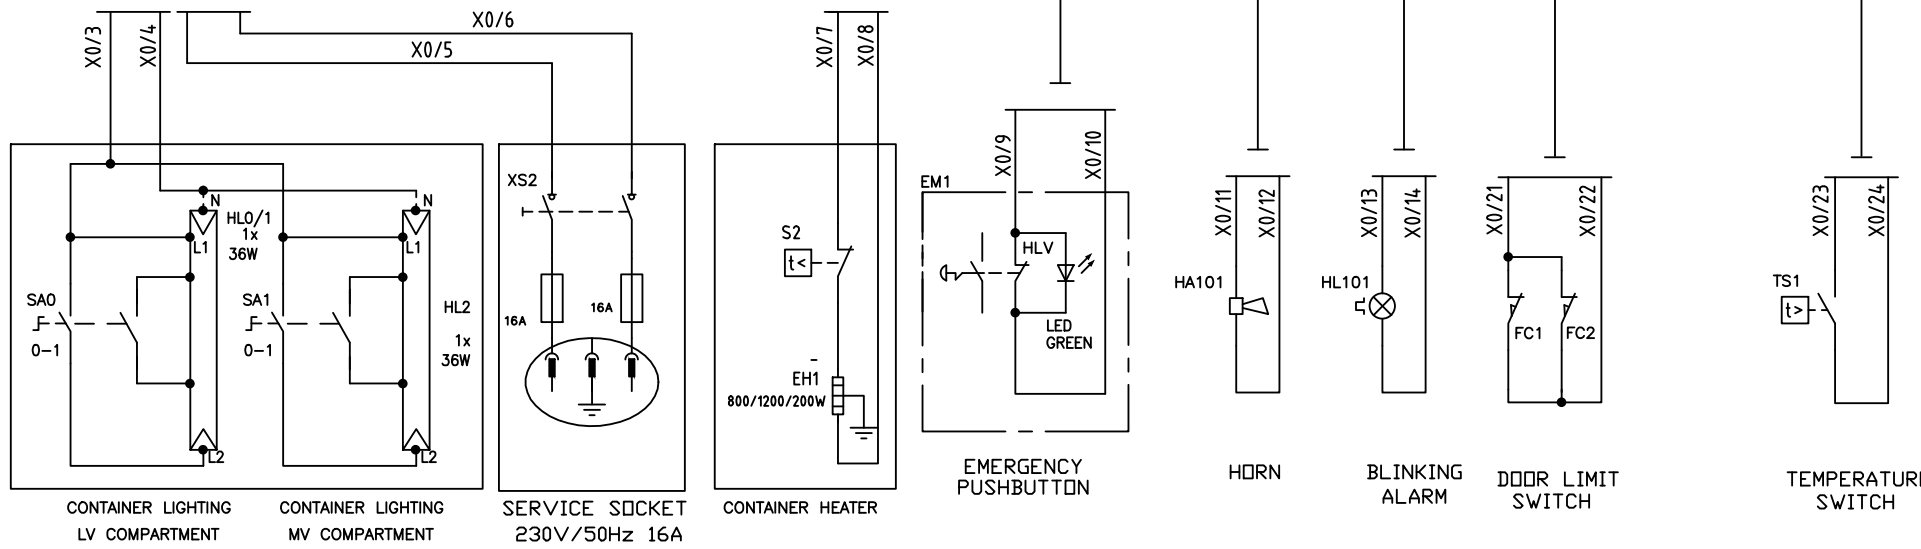 X0/3
X0/4
X0/6
X0/5
X0/7
X0/8
X0/9
X0/10
X0/11
X0/12
X0/13
X0/14
X0/21
X0/22
X0/23
X0/24
N
HL0/1
1x
36W
L1
SA0
0-1
L2
N
L1
SA1
0-1
HL2
1x
36W
L2
CONTAINER LIGHTING
LV COMPARTMENT
CONTAINER LIGHTING
MV COMPARTMENT
XS2
16A
16A
SERVICE SOCKET
230V/50Hz 16A
S2
t<
-
EH1
800/1200/200W
CONTAINER HEATER
EM1
HLV
LED
GREEN
EMERGENCY
PUSHBUTTON
HA101
HORN
HL101
BLINKING
ALARM
FC1
FC2
DOOR LIMIT
SWITCH
TS1
t>
TEMPERATURE
SWITCH